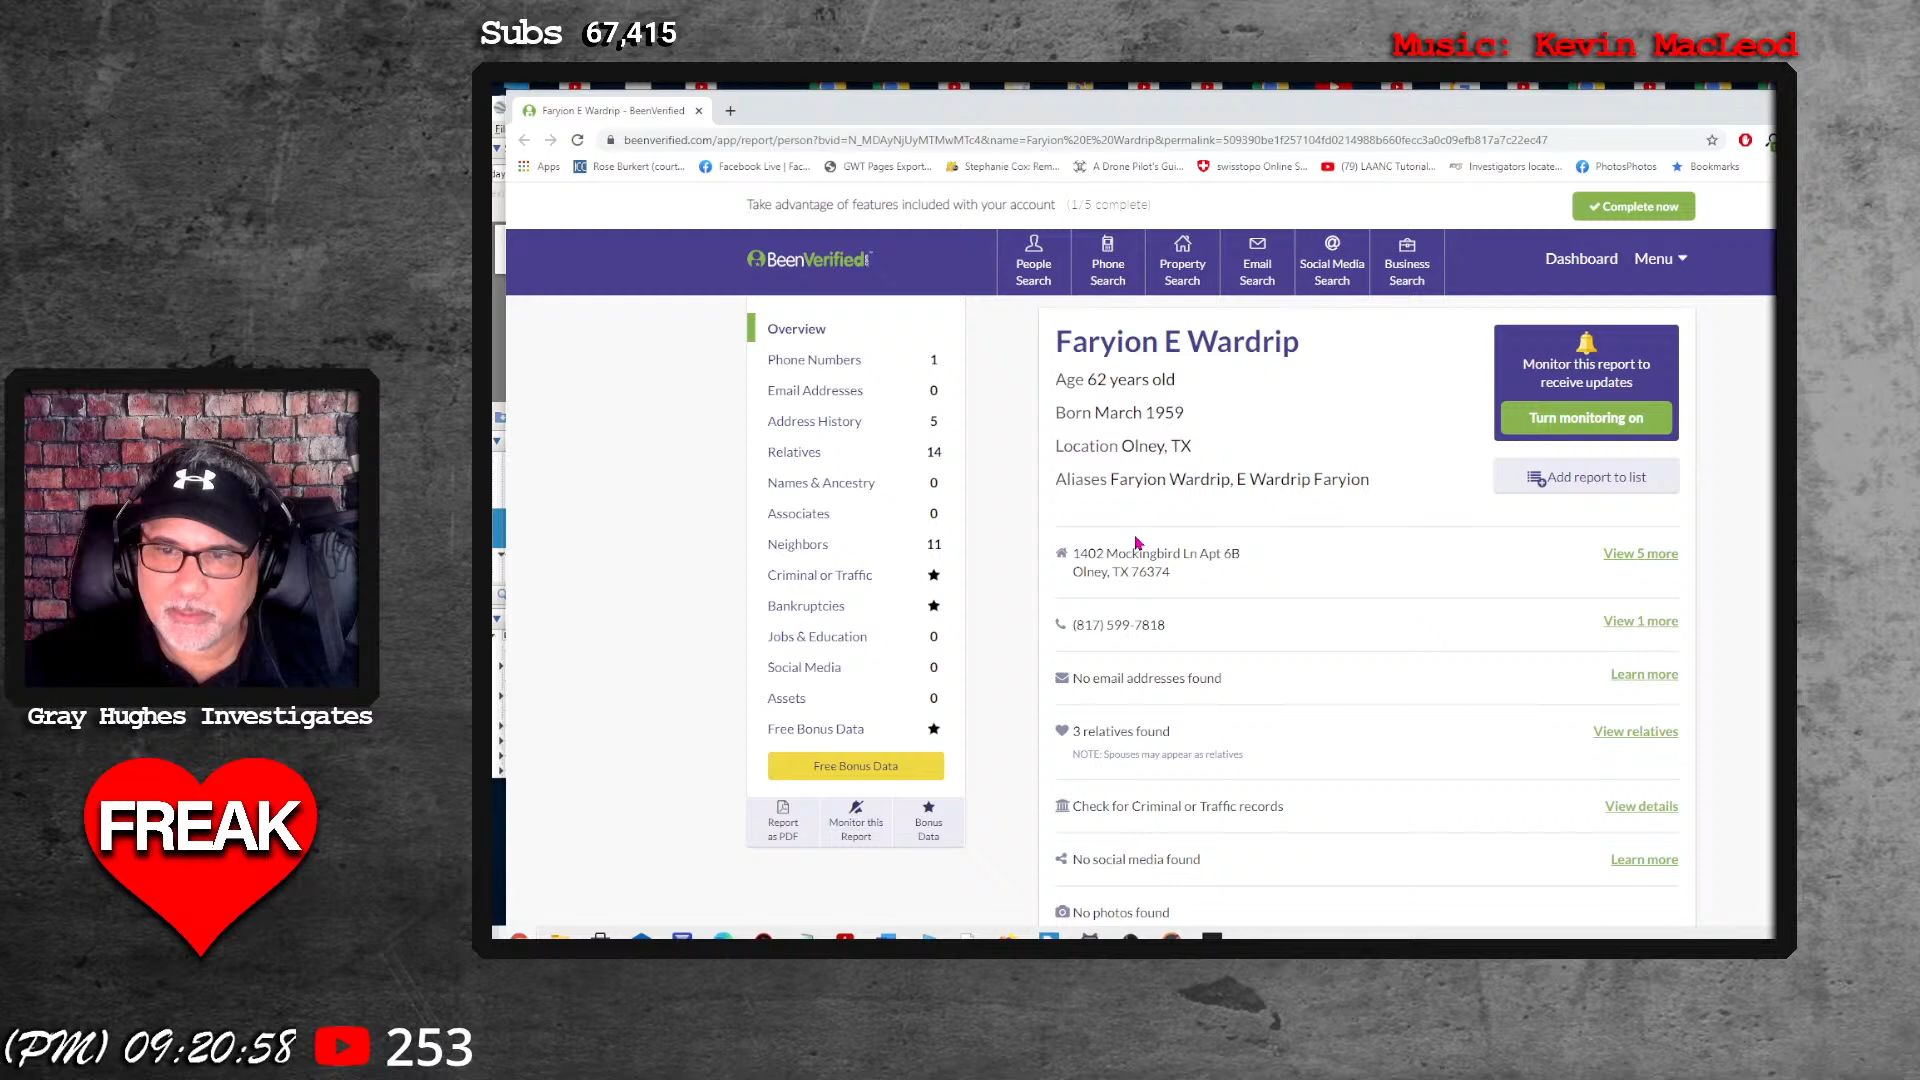 Subs 67,415
Music: Kevin MacLeod
Faryion E Wardrip - BeenVerified
beenverified.com/app/report/person?bvid=N_MDAyNjUyMTMwMTc4&name=Faryion%20E%20Wardrip&permalink=509390be1f257104fd0214988b660fecc3a0c09efb817a7c22ec47
Apps Rose Burkert (court... Facebook Live | Fac... GWT Pages Export... Stephanie Cox: Rem... A Drone Pilot's Gui... swisstopo Online S... (79) LAANC Tutorial... Investigators locate... PhotosPhotos Bookmarks
Take advantage of features included with your account (1/5 complete)
Complete now
BeenVerified
People Search
Phone Search
Property Search
Email Search
Social Media Search
Business Search
Dashboard Menu
Overview
Phone Numbers 1
Email Addresses 0
Address History 5
Relatives 14
Names & Ancestry 0
Associates 0
Neighbors 11
Criminal or Traffic
Bankruptcies
Jobs & Education 0
Social Media 0
Assets 0
Free Bonus Data
Free Bonus Data
Report as PDF
Monitor this Report
Bonus Data
Faryion E Wardrip
Age 62 years old
Born March 1959
Location Olney, TX
Aliases Faryion Wardrip, E Wardrip Faryion
Monitor this report to
receive updates
Turn monitoring on
Add report to list
1402 Mockingbird Ln Apt 6B
Olney, TX 76374
View 5 more
(817) 599-7818
View 1 more
No email addresses found
Learn more
3 relatives found
NOTE: Spouses may appear as relatives
View relatives
Check for Criminal or Traffic records
View details
No social media found
Learn more
No photos found
Gray Hughes Investigates
FREAK
(PM) 09:20:58 253